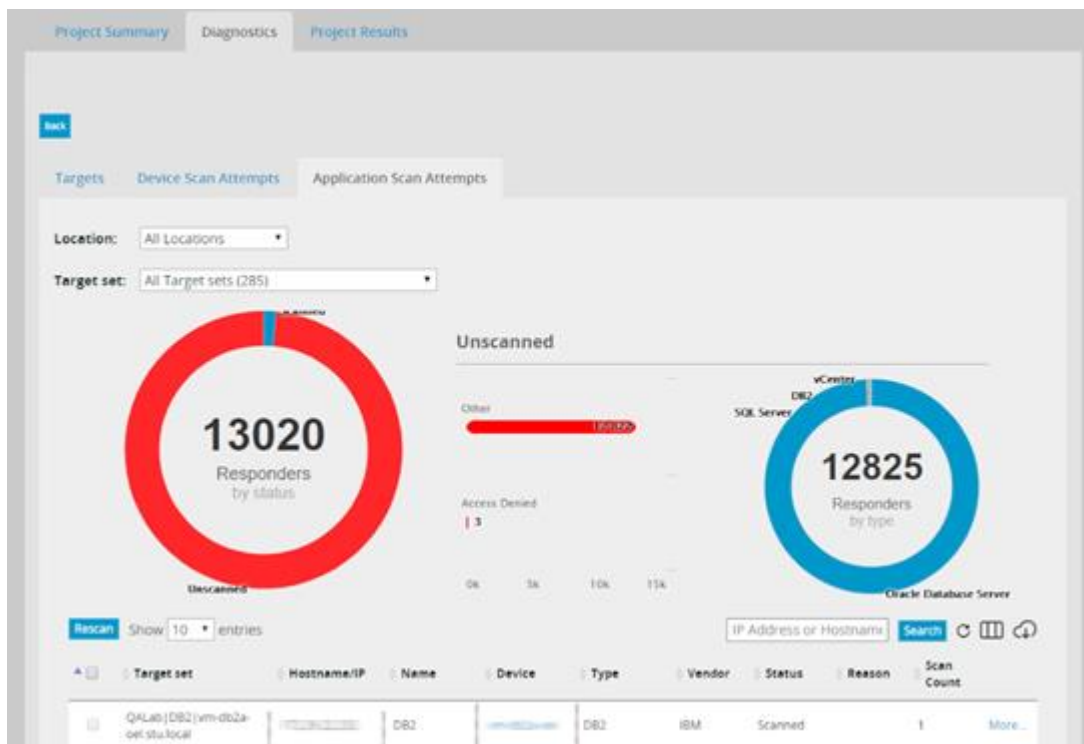 Project Summary Diagnostics Project Results
Back
Targets Device Scan Attempts Application Scan Attempts
Location: All Locations
Target set: All Target sets (285)
Unscanned
13020
Responders
by status
Unscanned
Other
Access Denied
3
0k 5k 10k 15k
vCenter
DB2
SQL Server
12825
Responders
by type
Oracle Database Server
Rescan Show 10 entries
IP Address or Hostname Search
Target set Hostname/IP Name Device Type Vendor Status Reason Scan Count
QALab|DB2|vm-db2a-
oel.stu.local
DB2 DB2 IBM Scanned 1 More...